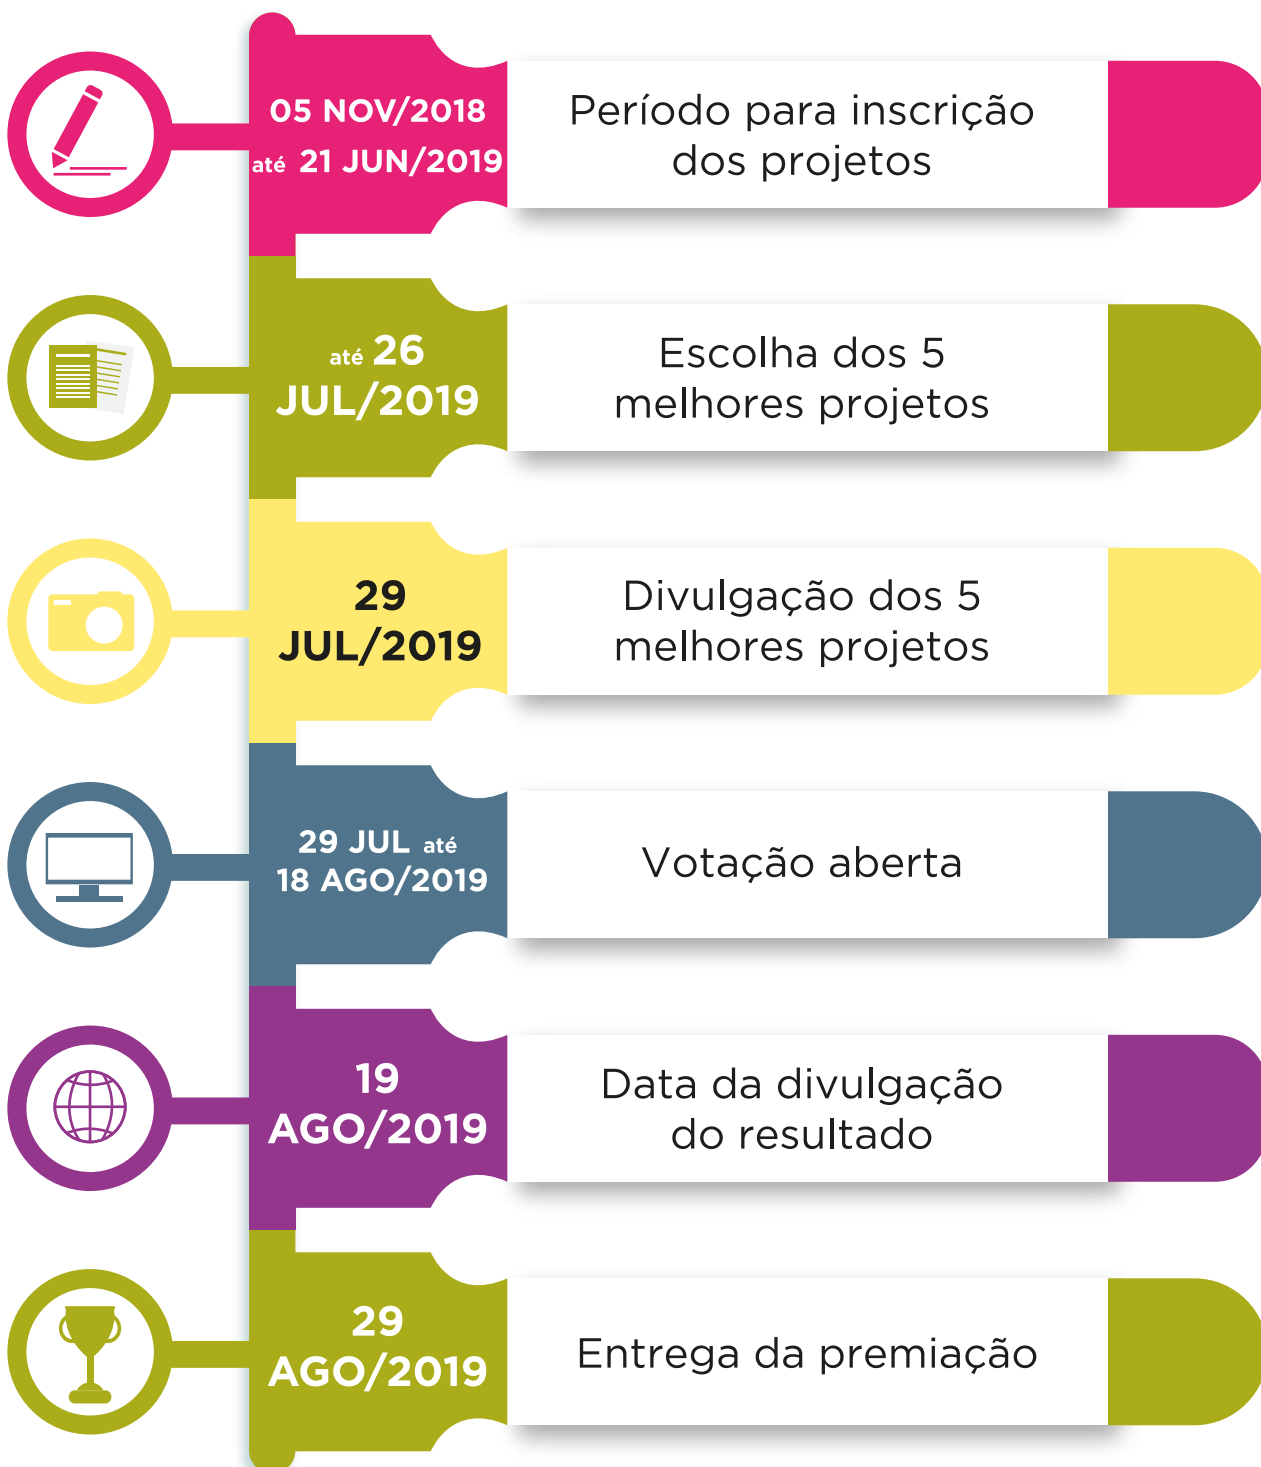 05 NOV/2018
até 21 JUN/2019
Período para inscrição
dos projetos
até 26
JUL/2019
Escolha dos 5
melhores projetos
29
JUL/2019
Divulgação dos 5
melhores projetos
29 JUL até
18 AGO/2019
Votação aberta
19
AGO/2019
Data da divulgação
do resultado
29
AGO/2019
Entrega da premiação